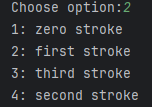 Choose option:2
1: zero stroke
2: first stroke
3: third stroke
4: second stroke